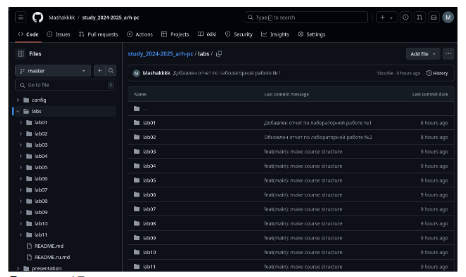 Mashakkkk / study_2024-2025_arh-pc
Type / to search
Code Issues Pull requests Actions Projects Wiki Security Insights Settings
Files
master
Go to file
config
labs
lab01
lab02
lab03
lab04
lab05
lab06
lab07
lab08
lab09
lab10
lab11
README.md
README.ru.md
presentation
study_2024-2025_arh-pc / labs /
Add file
Mashakkkk Добавлен отчет по лабораторной работе №1
9 hours ago History
Name Last commit message Last commit date
..
lab01 Добавлен отчет по лабораторной работе №1 9 hours ago
lab02 Обновлен отчет по лабораторной работе №2 9 hours ago
lab03 feat(main): make course structure 9 hours ago
lab04 feat(main): make course structure 9 hours ago
lab05 feat(main): make course structure 9 hours ago
lab06 feat(main): make course structure 9 hours ago
lab07 feat(main): make course structure 9 hours ago
lab08 feat(main): make course structure 9 hours ago
lab09 feat(main): make course structure 9 hours ago
lab10 feat(main): make course structure 9 hours ago
lab11 feat(main): make course structure 9 hours ago